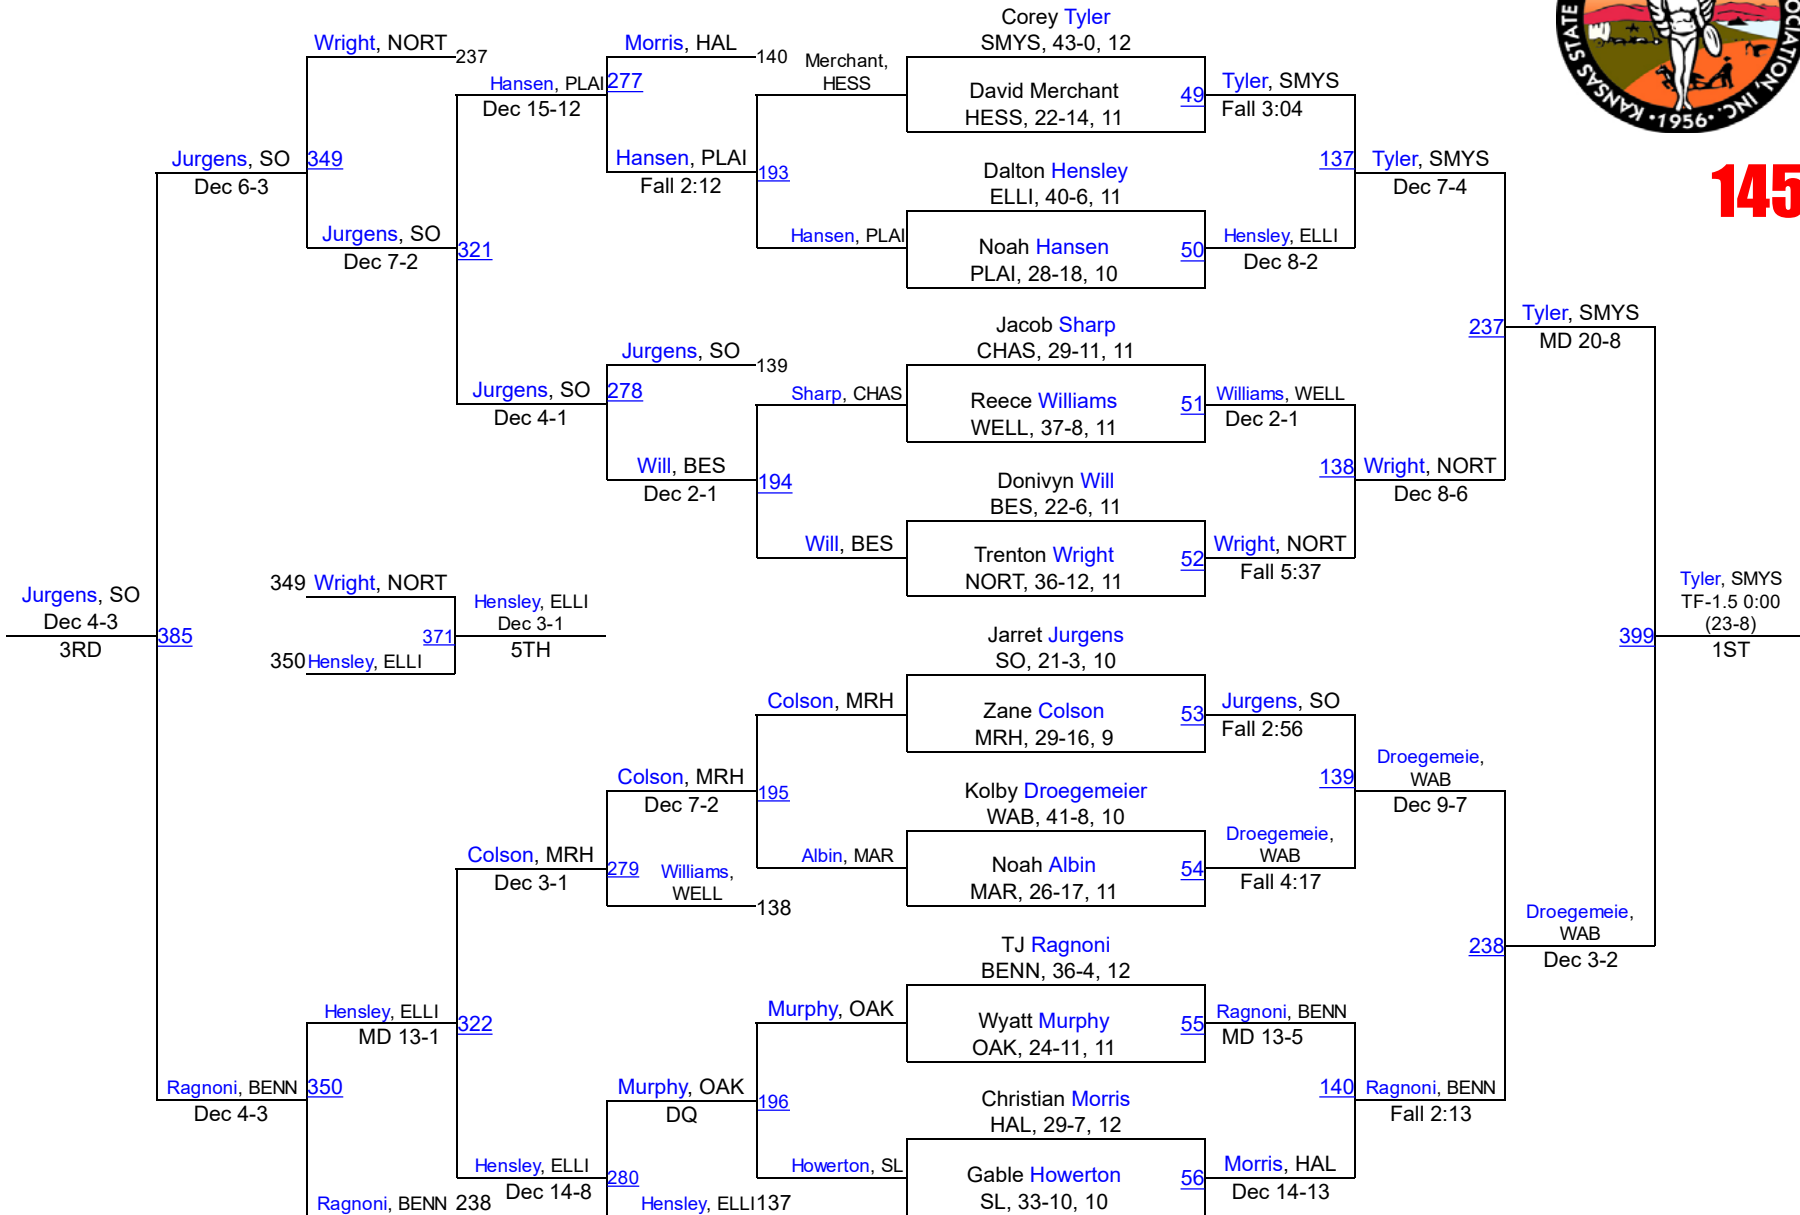 Corey Tyler
SMYS, 43-0, 12
David Merchant
HESS, 22-14, 11
Dalton Hensley
ELLI, 40-6, 11
Noah Hansen
PLAI, 28-18, 10
Jacob Sharp
CHAS, 29-11, 11
Reece Williams
WELL, 37-8, 11
Donivyn Will
BES, 22-6, 11
Trenton Wright
NORT, 36-12, 11
Jarret Jurgens
SO, 21-3, 10
Zane Colson
MRH, 29-16, 9
Kolby Droegemeier
WAB, 41-8, 10
Noah Albin
MAR, 26-17, 11
TJ Ragnoni
BENN, 36-4, 12
Wyatt Murphy
OAK, 24-11, 11
Christian Morris
HAL, 29-7, 12
Gable Howerton
SL, 33-10, 10
49
Tyler, SMYS
Fall 3:04
50
Hensley, ELLI
Dec 8-2
51
Williams, WELL
Dec 2-1
52
Wright, NORT
Fall 5:37
53
Jurgens, SO
Fall 2:56
54
Droegemeie,
WAB
Fall 4:17
55
Ragnoni, BENN
MD 13-5
56
Morris, HAL
Dec 14-13
137
Tyler, SMYS
Dec 7-4
138
Wright, NORT
Dec 8-6
139
Droegemeie,
WAB
Dec 9-7
140
Ragnoni, BENN
Fall 2:13
237
Tyler, SMYS
MD 20-8
238
Droegemeie,
WAB
Dec 3-2
399
Tyler, SMYS
TF-1.5 0:00
(23-8)
1ST
Merchant,
HESS
Hansen, PLAI
Sharp, CHAS
Will, BES
Colson, MRH
Albin, MAR
Murphy, OAK
Howerton, SL
193
Hansen, PLAI
Fall 2:12
194
Will, BES
Dec 2-1
195
Colson, MRH
Dec 7-2
196
Murphy, OAK
DQ
Morris, HAL
140
Jurgens, SO
139
Williams,
WELL
138
Hensley, ELLI
137
277
Hansen, PLAI
Dec 15-12
278
Jurgens, SO
Dec 4-1
279
Colson, MRH
Dec 3-1
280
Hensley, ELLI
Dec 14-8
321
Jurgens, SO
Dec 7-2
322
Hensley, ELLI
MD 13-1
Wright, NORT
237
Ragnoni, BENN
238
349
Jurgens, SO
Dec 6-3
350
Ragnoni, BENN
Dec 4-3
385
Jurgens, SO
Dec 4-3
3RD
349 Wright, NORT
350 Hensley, ELLI
371
Hensley, ELLI
Dec 3-1
5TH
145
KANSAS STATE
OCIATION, INC.
·1956·